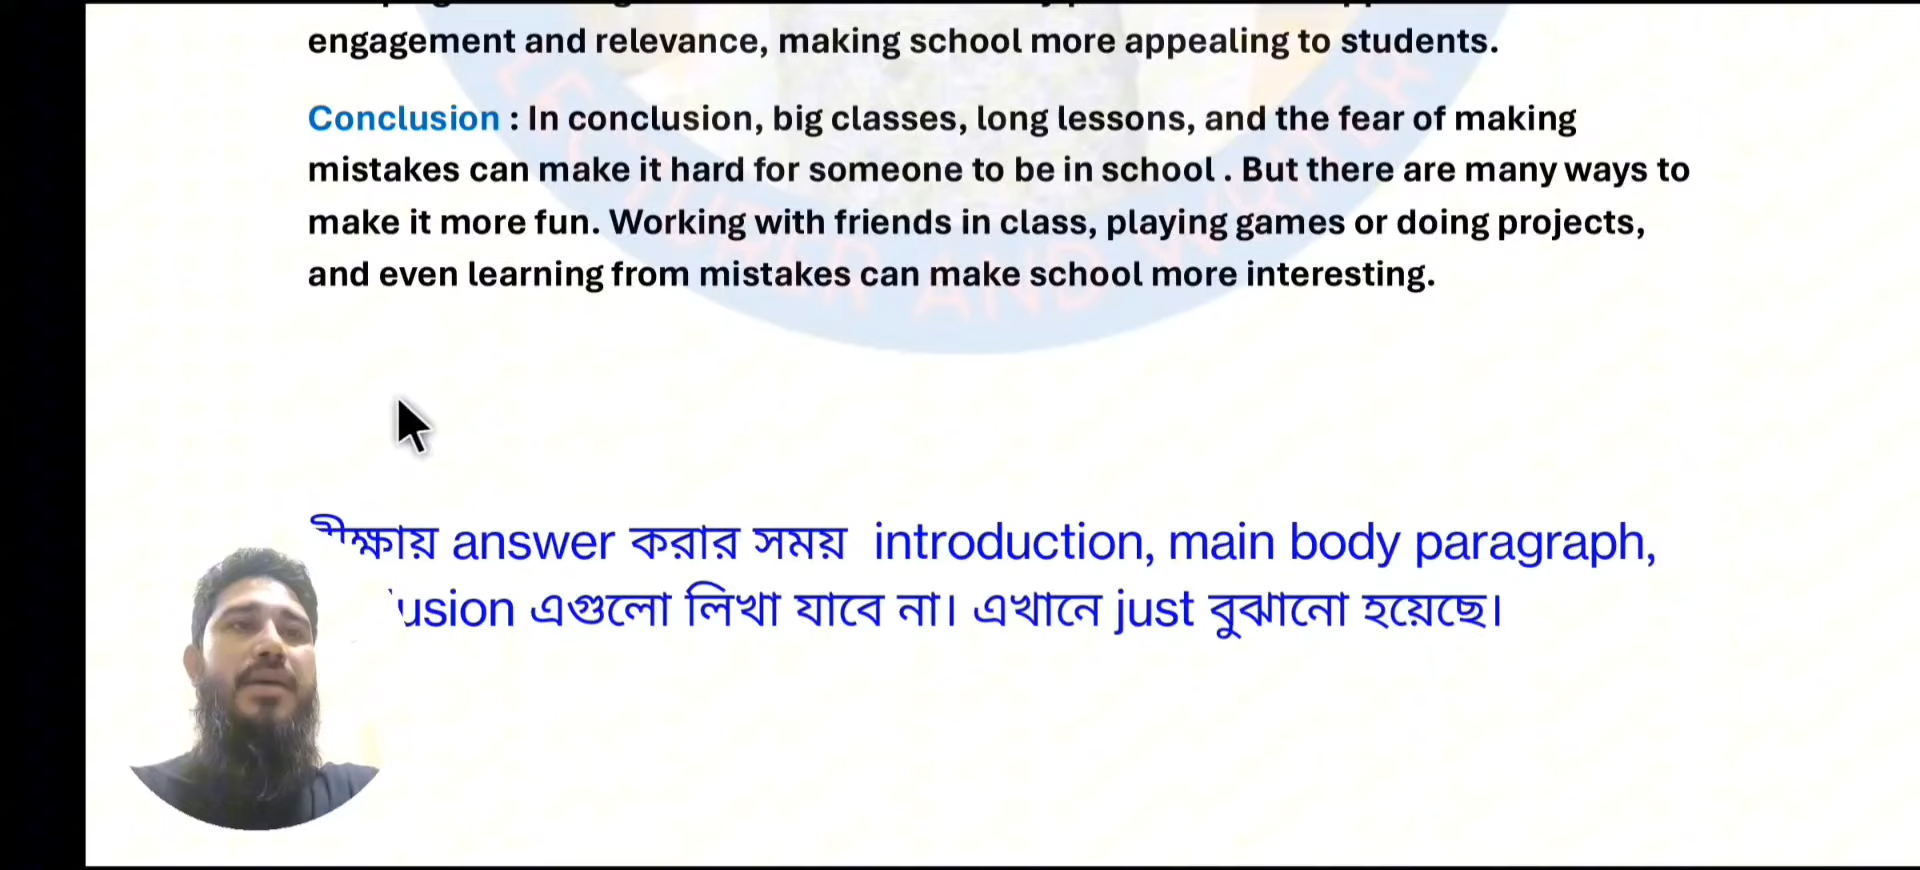 engagement and relevance, making school more appealing to students.
Conclusion : In conclusion, big classes, long lessons, and the fear of making
mistakes can make it hard for someone to be in school . But there are many ways to
make it more fun. Working with friends in class, playing games or doing projects,
and even learning from mistakes can make school more interesting.
AND
answer করার সময় introduction, main body paragraph,
এগুলো লিখা যাবে না। এখানে just বুঝানো হয়েছে।